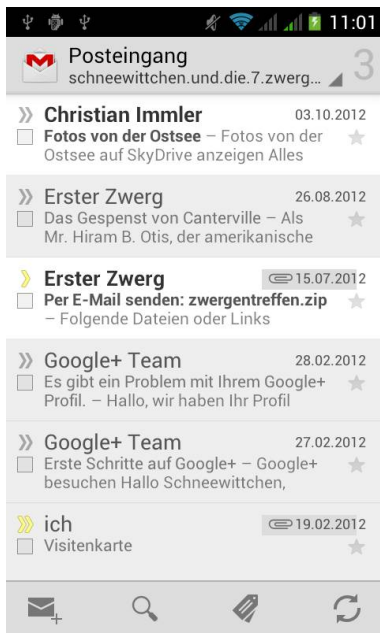 11:01
Posteingang
schneewittchen.und.die.7.zwerg...
3
Christian Immler 03.10.2012
Fotos von der Ostsee – Fotos von der
Ostsee auf SkyDrive anzeigen Alles
Erster Zwerg 26.08.2012
Das Gespenst von Canterville – Als
Mr. Hiram B. Otis, der amerikanische
Erster Zwerg 15.07.2012
Per E-Mail senden: zwergentreffen.zip
– Folgende Dateien oder Links
Google+ Team 28.02.2012
Es gibt ein Problem mit Ihrem Google+
Profil. – Hallo, wir haben Ihr Profil
Google+ Team 27.02.2012
Erste Schritte auf Google+ – Google+
besuchen Hallo Schneewittchen,
ich 19.02.2012
Visitenkarte